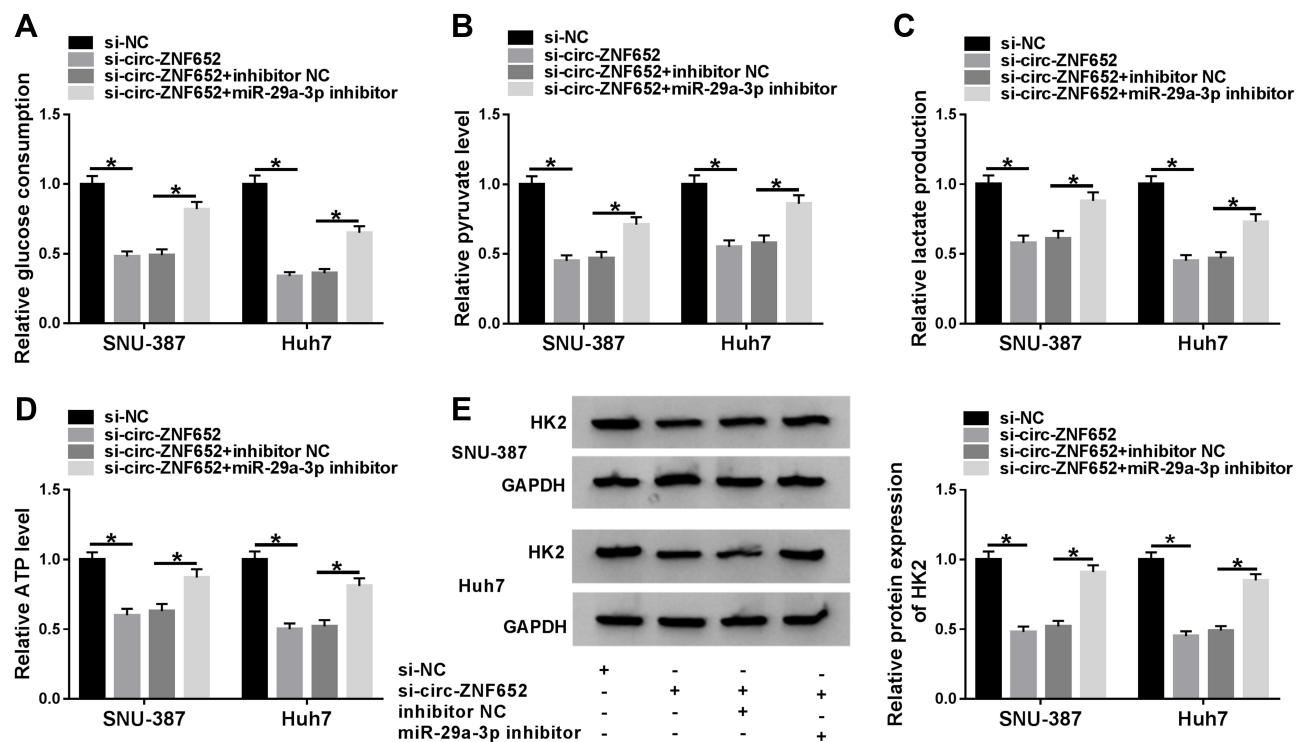 A
si-NC
si-circ-ZNF652
si-circ-ZNF652+inhibitor NC
si-circ-ZNF652+miR-29a-3p inhibitor
Relative glucose consumption
1.5
1.0
0.5
0.0
*
*
*
*
SNU-387
Huh7
B
si-NC
si-circ-ZNF652
si-circ-ZNF652+inhibitor NC
si-circ-ZNF652+miR-29a-3p inhibitor
Relative pyruvate level
1.5
1.0
0.5
0.0
*
*
*
*
SNU-387
Huh7
C
si-NC
si-circ-ZNF652
si-circ-ZNF652+inhibitor NC
si-circ-ZNF652+miR-29a-3p inhibitor
Relative lactate production
1.5
1.0
0.5
0.0
*
*
*
*
SNU-387
Huh7
D
si-NC
si-circ-ZNF652
si-circ-ZNF652+inhibitor NC
si-circ-ZNF652+miR-29a-3p inhibitor
Relative ATP level
1.5
1.0
0.5
0.0
*
*
*
*
SNU-387
Huh7
E
HK2
SNU-387
GAPDH
HK2
Huh7
GAPDH
si-NC + - - -
si-circ-ZNF652 - + + +
inhibitor NC - - + -
miR-29a-3p inhibitor - - - +
si-NC
si-circ-ZNF652
si-circ-ZNF652+inhibitor NC
si-circ-ZNF652+miR-29a-3p inhibitor
Relative protein expression
of HK2
1.5
1.0
0.5
0.0
*
*
*
*
SNU-387
Huh7